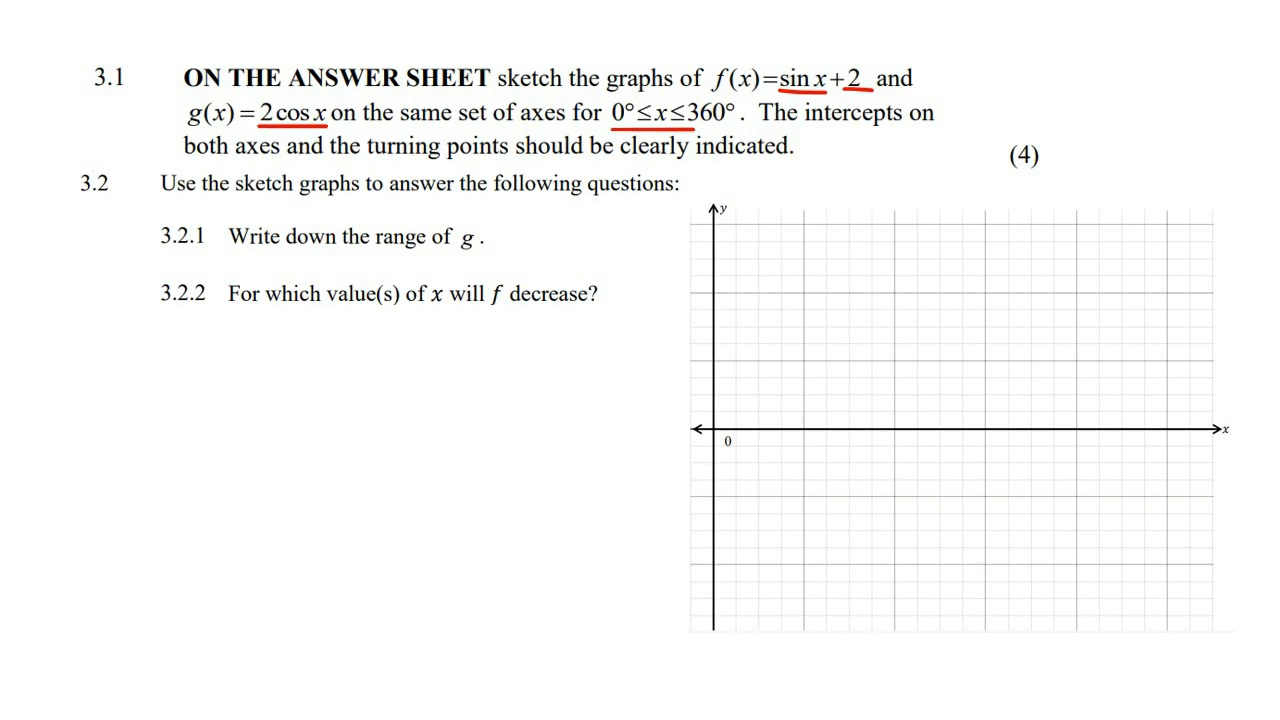 3.1 ON THE ANSWER SHEET sketch the graphs of f(x)=sin x+2 and
g(x)=2cos x on the same set of axes for 0°≤x≤360°. The intercepts on
both axes and the turning points should be clearly indicated.
(4)
3.2 Use the sketch graphs to answer the following questions:
3.2.1 Write down the range of g.
3.2.2 For which value(s) of x will f decrease?
y
x
0